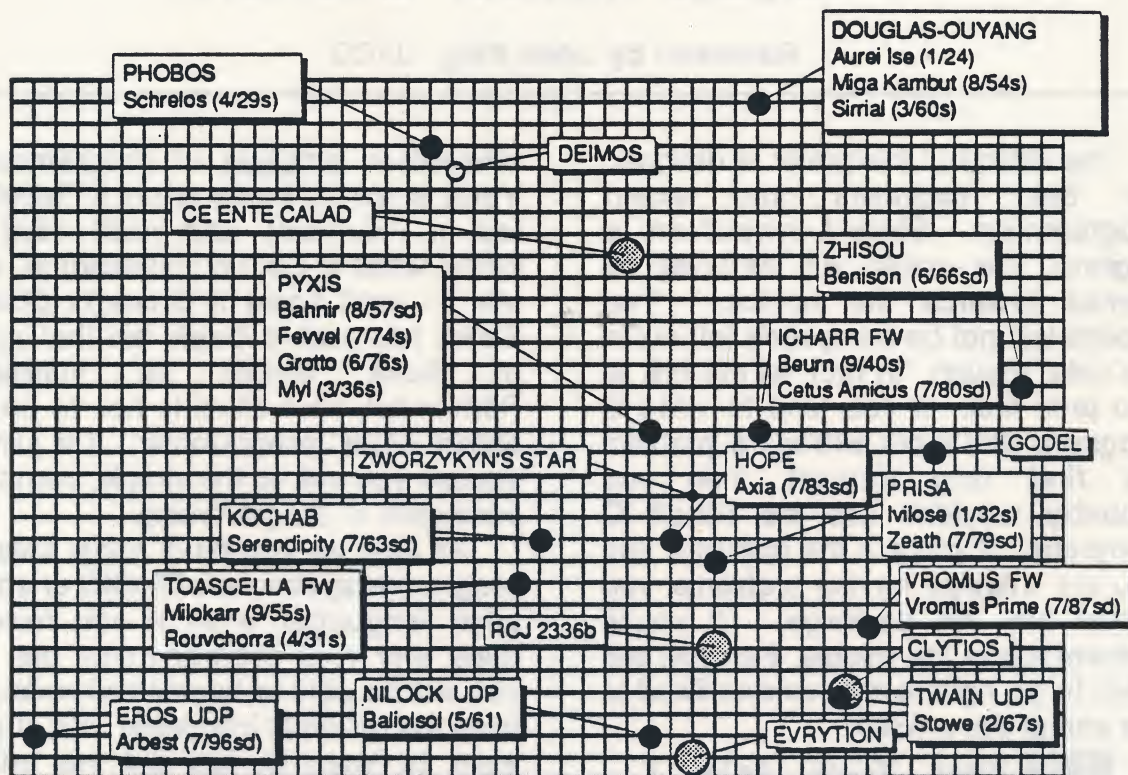 DOUGLAS-OUYANG
Aurei Ise (1/24)
Miga Kambut (8/54s)
Sirrial (3/60s)
PHOBOS
Schrelos (4/29s)
DEIMOS
CE ENTE CALAD
ZHISOU
Benison (6/66sd)
PYXIS
Bahnir (8/57sd)
Fevvel (7/74s)
Grotto (6/76s)
Myl (3/36s)
ICHARR FW
Beurn (9/40s)
Cetus Amicus (7/80sd)
GODEL
ZWORZYKYN'S STAR
HOPE
Axia (7/83sd)
PRISA
Ivilose (1/32s)
Zeath (7/79sd)
KOCHAB
Serendipity (7/63sd)
TOASCELLA FW
Milokarr (9/55s)
Rouvchorra (4/31s)
VROMUS FW
Vromus Prime (7/87sd)
RCJ 2336b
CLYTIOS
NILOCK UDP
Baliolsol (5/61)
TWAIN UDP
Stowe (2/67s)
EROS UDP
Arbest (7/96sd)
EVRYTION